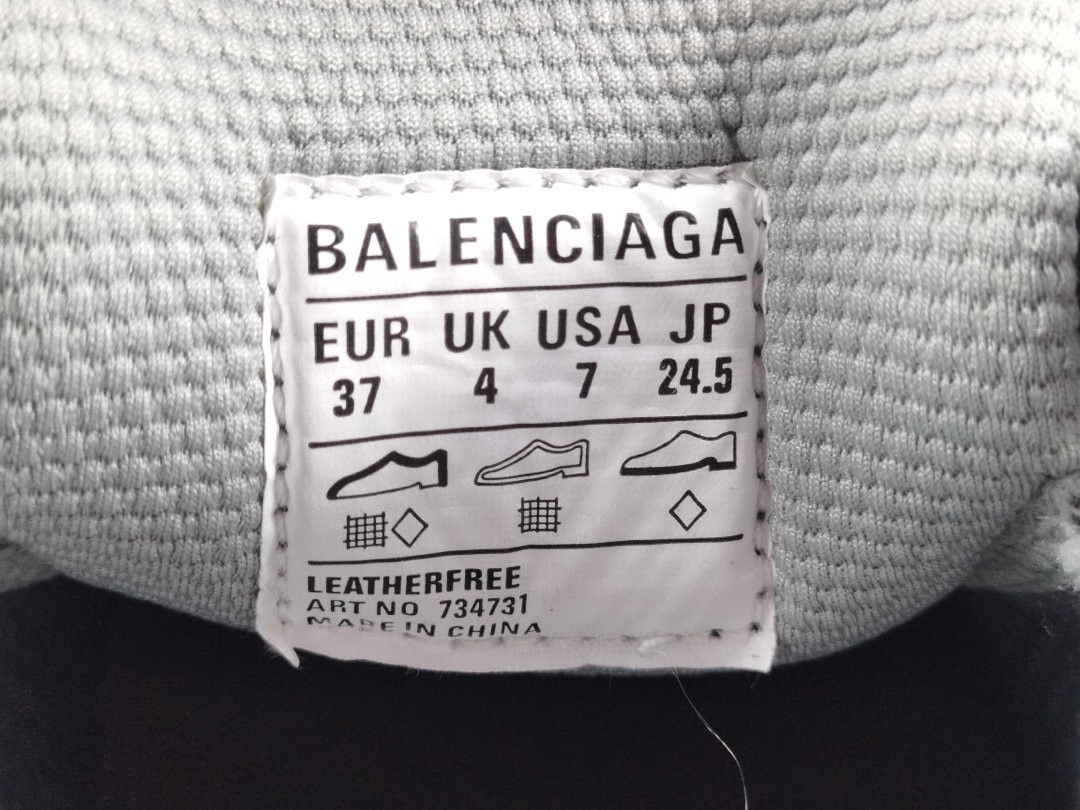 BALENCIAGA
EUR UK USA JP
37 4 7 24.5
LEATHERFREE
ART NO 734731
MADE IN CHINA